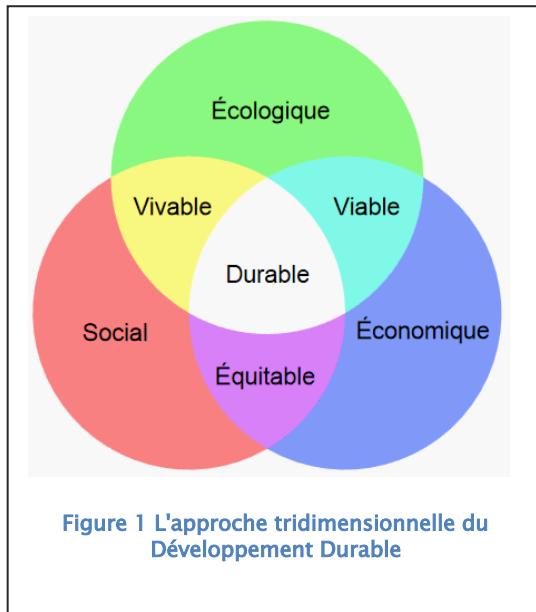 Écologique
Vivable
Viable
Durable
Social
Économique
Équitable
Figure 1 L'approche tridimensionnelle du
Développement Durable